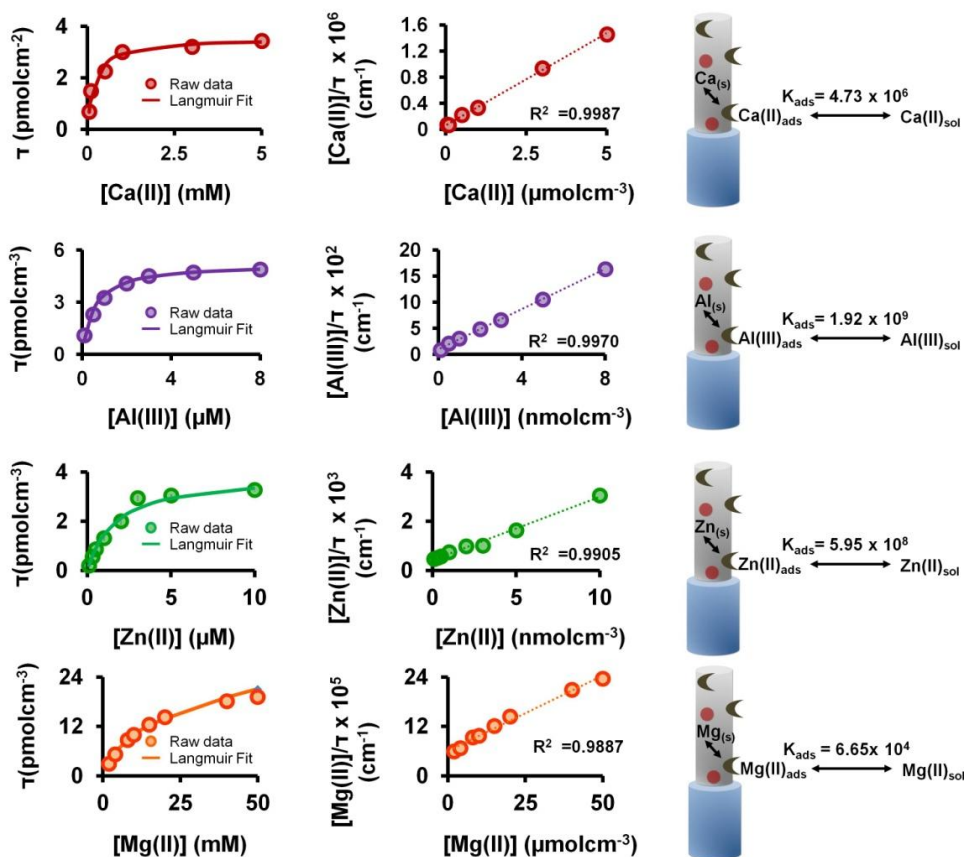 τ (pmolcm-2)
4
2
0
0
2.5
5
Raw data
Langmuir Fit
[Ca(II)] (mM)
[Ca(II)]/τ x 10⁶
(cm⁻¹)
1.6
1.2
0.8
0.4
0
0
5
R² =0.9987
[Ca(II)] (µmolcm⁻³)
Ca(s)
Ca(II)ads
Kads= 4.73 x 10⁶
Ca(II)sol
τ(pmolcm⁻³)
6
3
0
0
4
8
Raw data
Langmuir Fit
[Al(III)] (µM)
[Al(III)]/τ x 10²
(cm⁻¹)
20
15
10
5
0
0
8
R² =0.9970
[Al(III)] (nmolcm⁻³)
Al(s)
Al(III)ads
Kads= 1.92 x 10⁹
Al(III)sol
τ(pmolcm⁻³)
4
2
0
0
5
10
Raw data
Langmuir Fit
[Zn(II)] (µM)
[Zn(II)]/τ x 10³
(cm⁻¹)
4
2
0
0
5
10
R² =0.9905
[Zn(II)] (nmolcm⁻³)
Zn(s)
Zn(II)ads
Kads= 5.95 x 10⁸
Zn(II)sol
τ(pmolcm⁻³)
24
12
0
0
25
50
Raw data
Langmuir Fit
[Mg(II)] (mM)
[Mg(II)]/τ x 10⁵
(cm⁻¹)
24
12
0
0
25
50
R² =0.9887
[Mg(II)] (µmolcm⁻³)
Mg(s)
Mg(II)ads
Kads= 6.65x 10⁴
Mg(II)sol